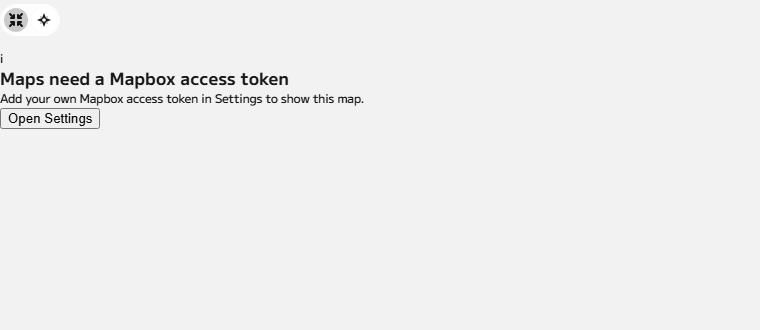 i
Maps need a Mapbox access token
Add your own Mapbox access token in Settings to show this map.
Open Settings